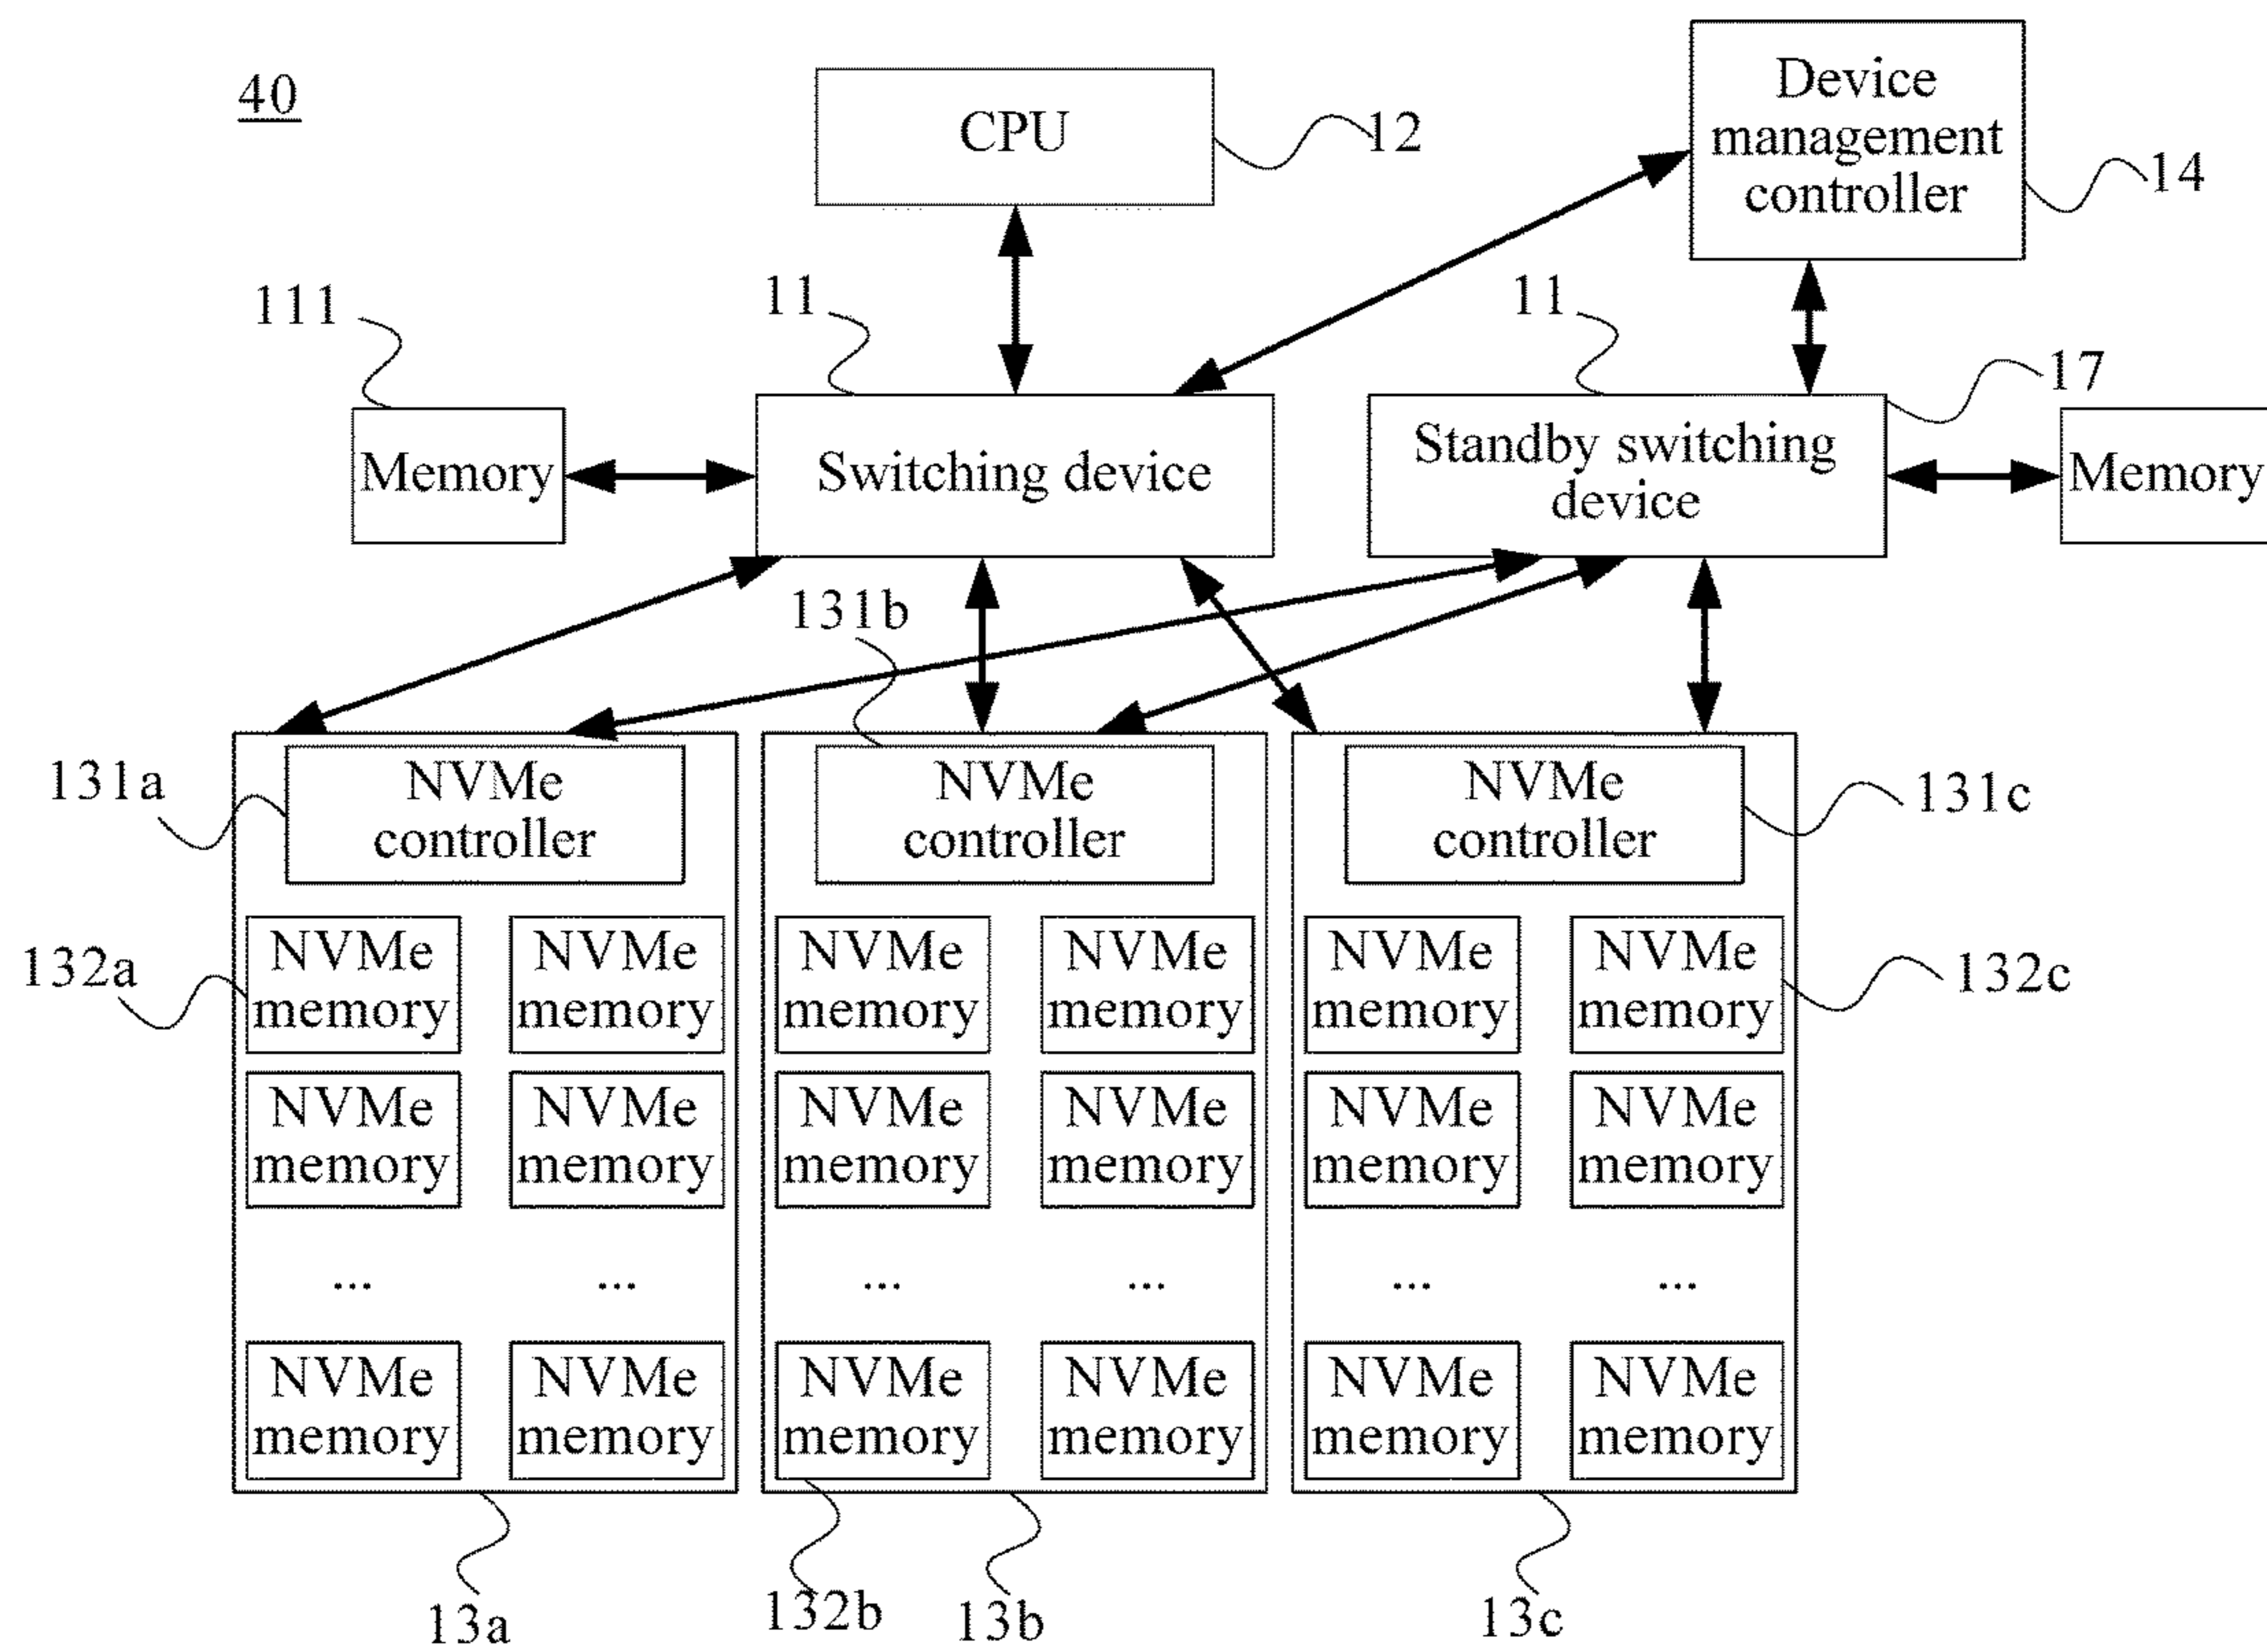 40
CPU
12
Device
management
controller
14
111
11
11
17
Memory
Switching device
Standby switching
device
Memory
131b
131a
NVMe
controller
NVMe
controller
NVMe
controller
131c
132a
NVMe
memory
NVMe
memory
NVMe
memory
NVMe
memory
NVMe
memory
NVMe
memory
132c
NVMe
memory
NVMe
memory
NVMe
memory
NVMe
memory
NVMe
memory
NVMe
memory
...
...
...
...
...
...
NVMe
memory
NVMe
memory
NVMe
memory
NVMe
memory
NVMe
memory
NVMe
memory
13a
132b
13b
13c